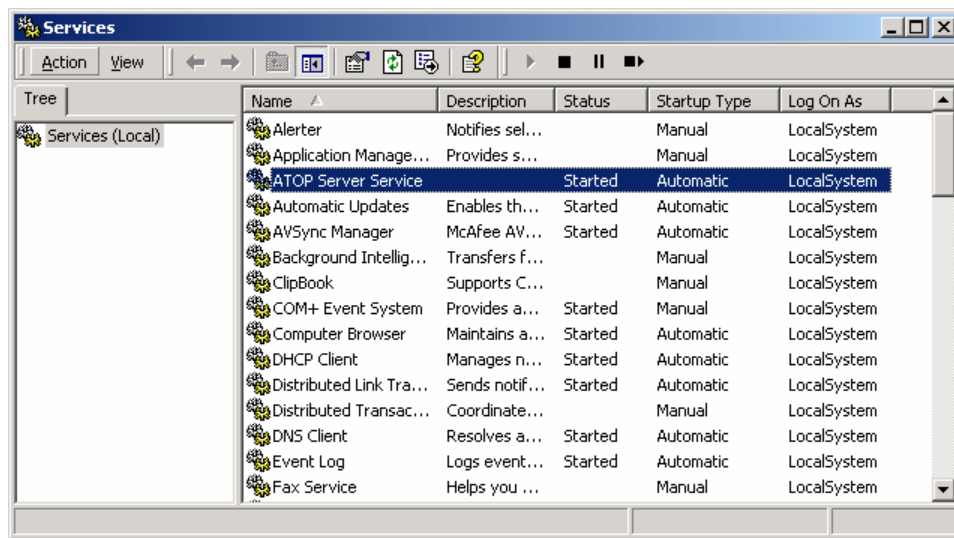 Services
Action View
Tree
Services (Local)
Name Description Status Startup Type Log On As
Alerter Notifies sel... Manual LocalSystem
Application Manage... Provides s... Manual LocalSystem
ATOP Server Service Started Automatic LocalSystem
Automatic Updates Enables th... Started Automatic LocalSystem
AVSync Manager McAfee AV... Started Automatic LocalSystem
Background Intellig... Transfers f... Manual LocalSystem
ClipBook Supports C... Manual LocalSystem
COM+ Event System Provides a... Started Manual LocalSystem
Computer Browser Maintains a... Started Automatic LocalSystem
DHCP Client Manages n... Started Automatic LocalSystem
Distributed Link Tra... Sends notif... Started Automatic LocalSystem
Distributed Transac... Coordinate... Manual LocalSystem
DNS Client Resolves a... Started Automatic LocalSystem
Event Log Logs event... Started Automatic LocalSystem
Fax Service Helps you ... Manual LocalSystem